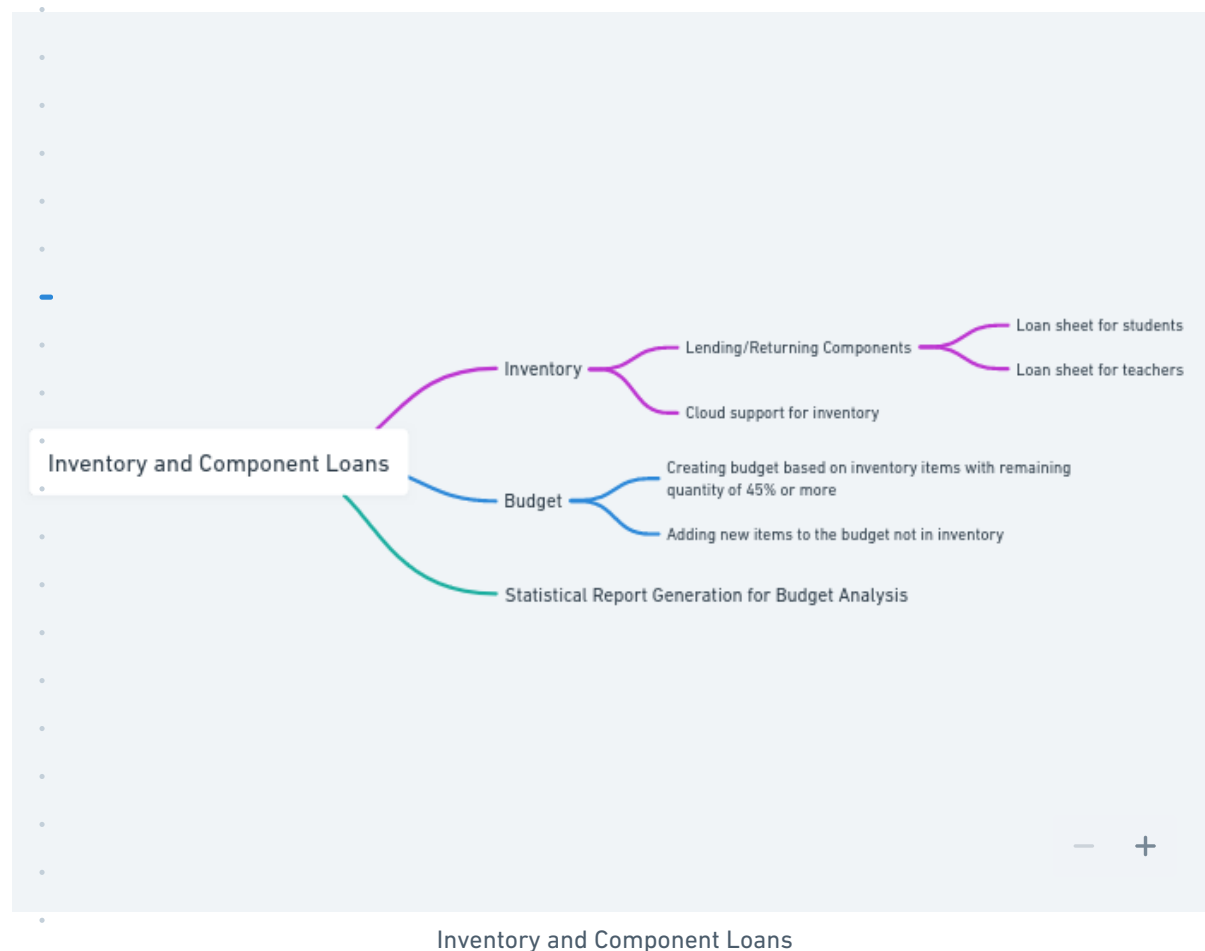 Loan sheet for students
Lending/Returning Components
Inventory
Loan sheet for teachers
Cloud support for inventory
Inventory and Component Loans
Creating budget based on inventory items with remaining
quantity of 45% or more
Budget
Adding new items to the budget not in inventory
Statistical Report Generation for Budget Analysis
Inventory and Component Loans